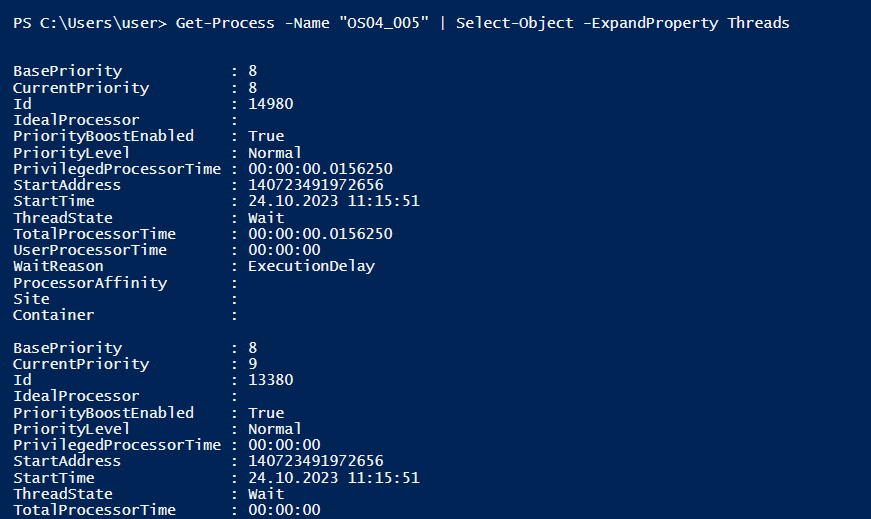 PS C:\Users\user> Get-Process -Name "OS04_005" | Select-Object -ExpandProperty Threads
BasePriority : 8
CurrentPriority : 8
Id : 14980
IdealProcessor :
PriorityBoostEnabled : True
PriorityLevel : Normal
PrivilegedProcessorTime : 00:00:00.0156250
StartAddress : 140723491972656
StartTime : 24.10.2023 11:15:51
ThreadState : Wait
TotalProcessorTime : 00:00:00.0156250
UserProcessorTime : 00:00:00
WaitReason : ExecutionDelay
ProcessorAffinity :
Site :
Container :
BasePriority : 8
CurrentPriority : 9
Id : 13380
IdealProcessor :
PriorityBoostEnabled : True
PriorityLevel : Normal
PrivilegedProcessorTime : 00:00:00
StartAddress : 140723491972656
StartTime : 24.10.2023 11:15:51
ThreadState : Wait
TotalProcessorTime : 00:00:00